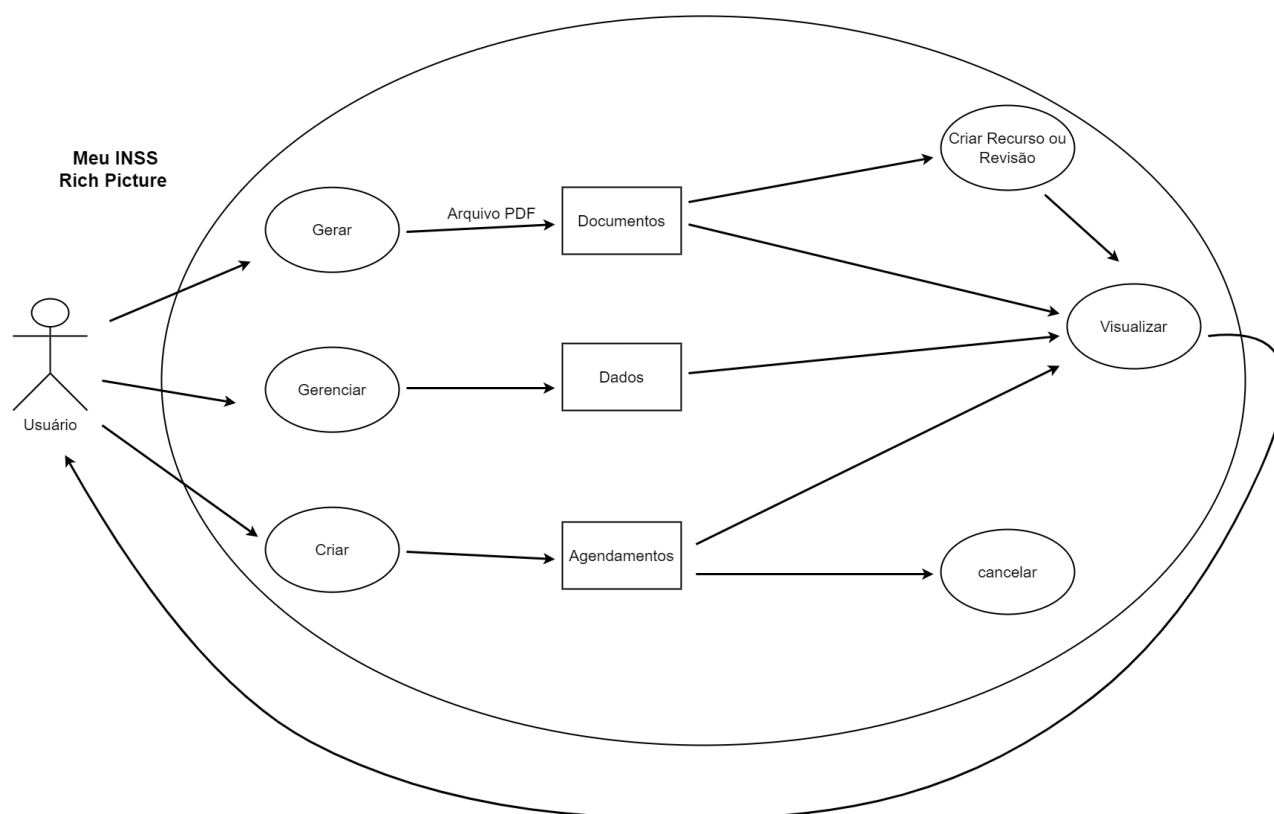 Meu INSS
Rich Picture
Criar Recurso ou
Revisão
Gerar
Arquivo PDF
Documentos
Visualizar
Gerenciar
Dados
Usuário
Criar
Agendamentos
cancelar